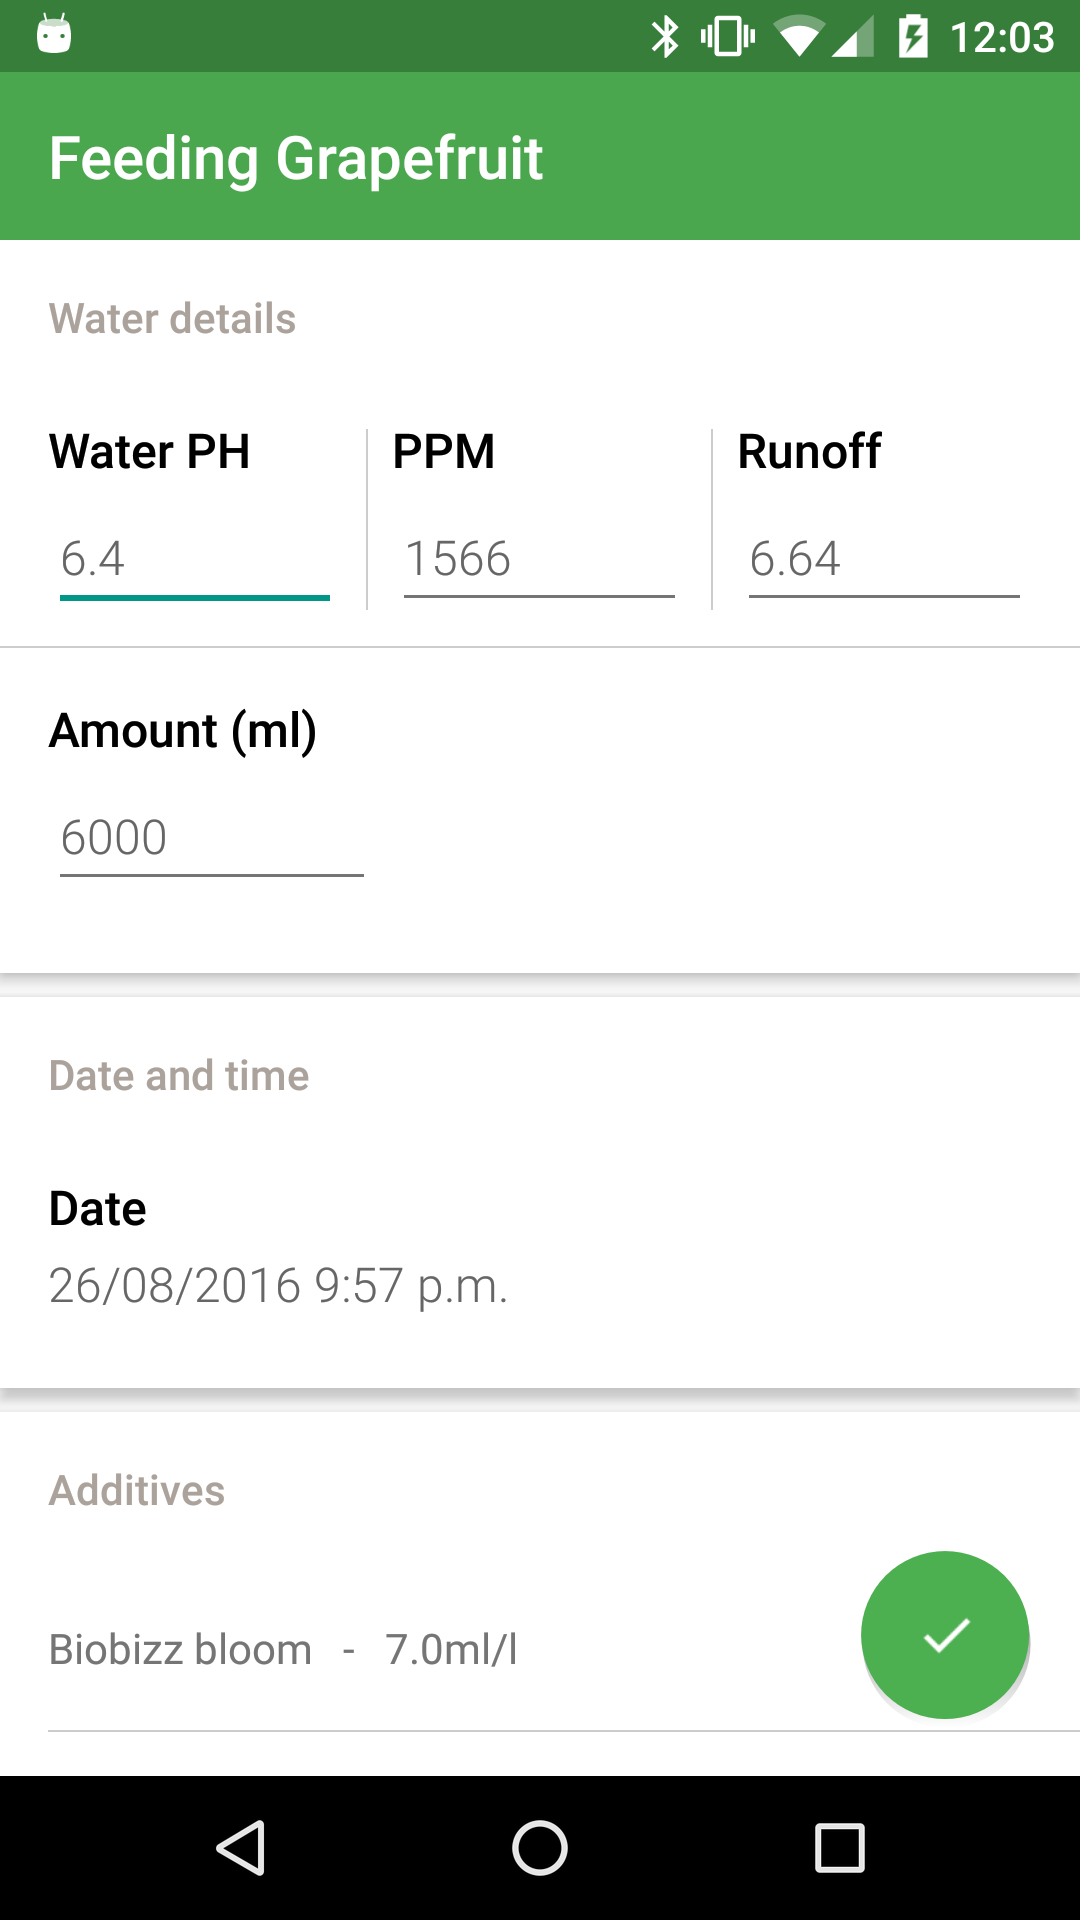 12:03
Feeding Grapefruit
Water details
Water PH PPM Runoff
6.4 1566 6.64
Amount (ml)
6000
Date and time
Date
26/08/2016 9:57 p.m.
Additives
Biobizz bloom - 7.0ml/l